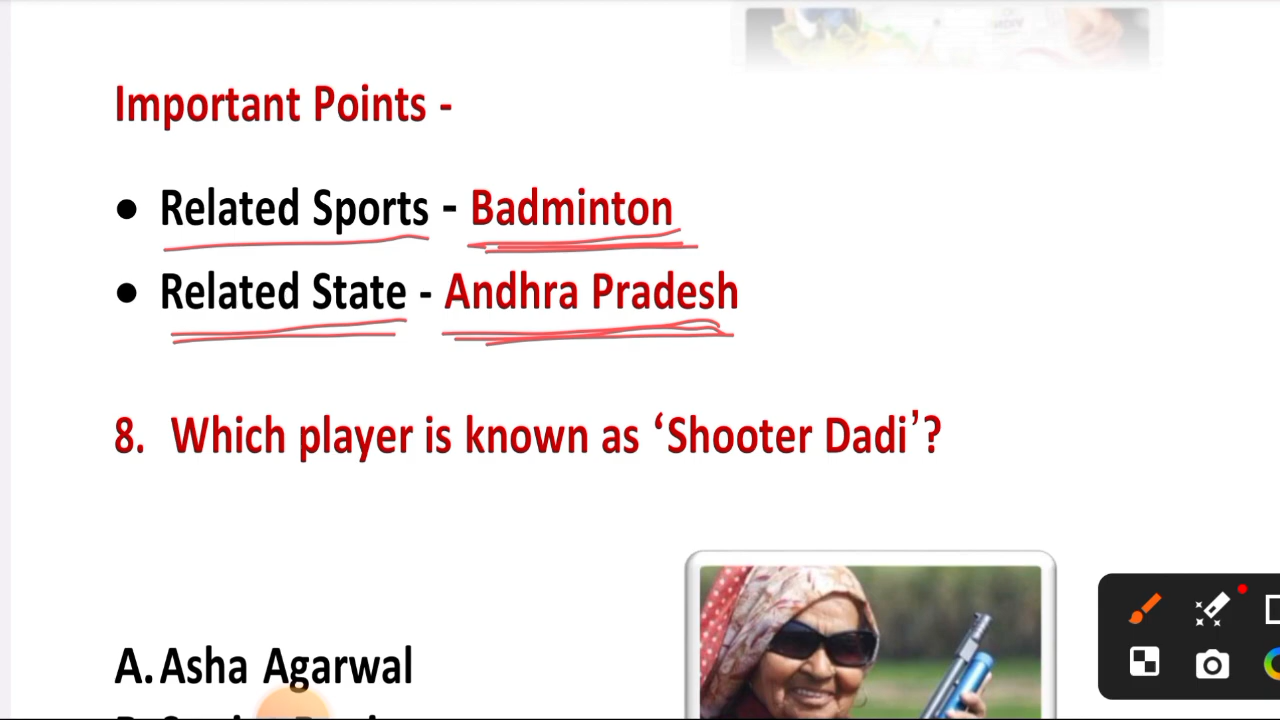 Important Points -
• Related Sports - Badminton
• Related State - Andhra Pradesh
8. Which player is known as ‘Shooter Dadi’?
A. Asha Agarwal